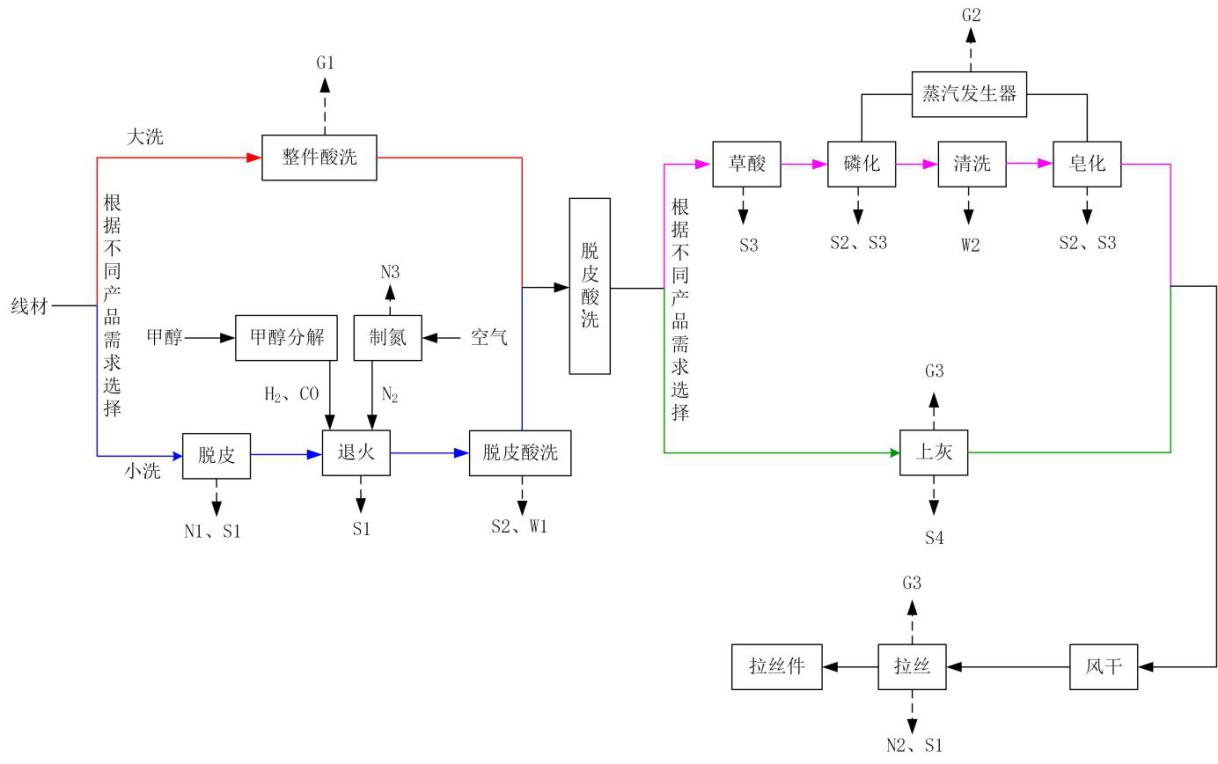 G2
G1
蒸汽发生器
大洗
整件酸洗
草酸
磷化
清洗
皂化
根据不同产品需求选择
根据不同产品需求选择
S3
S2、S3
W2
S2、S3
脱皮酸洗
N3
线材
甲醇
甲醇分解
制氮
空气
H₂、CO
N₂
G3
小洗
脱皮
退火
脱皮酸洗
上灰
N1、S1
S1
S2、W1
S4
G3
拉丝件
拉丝
风干
N2、S1